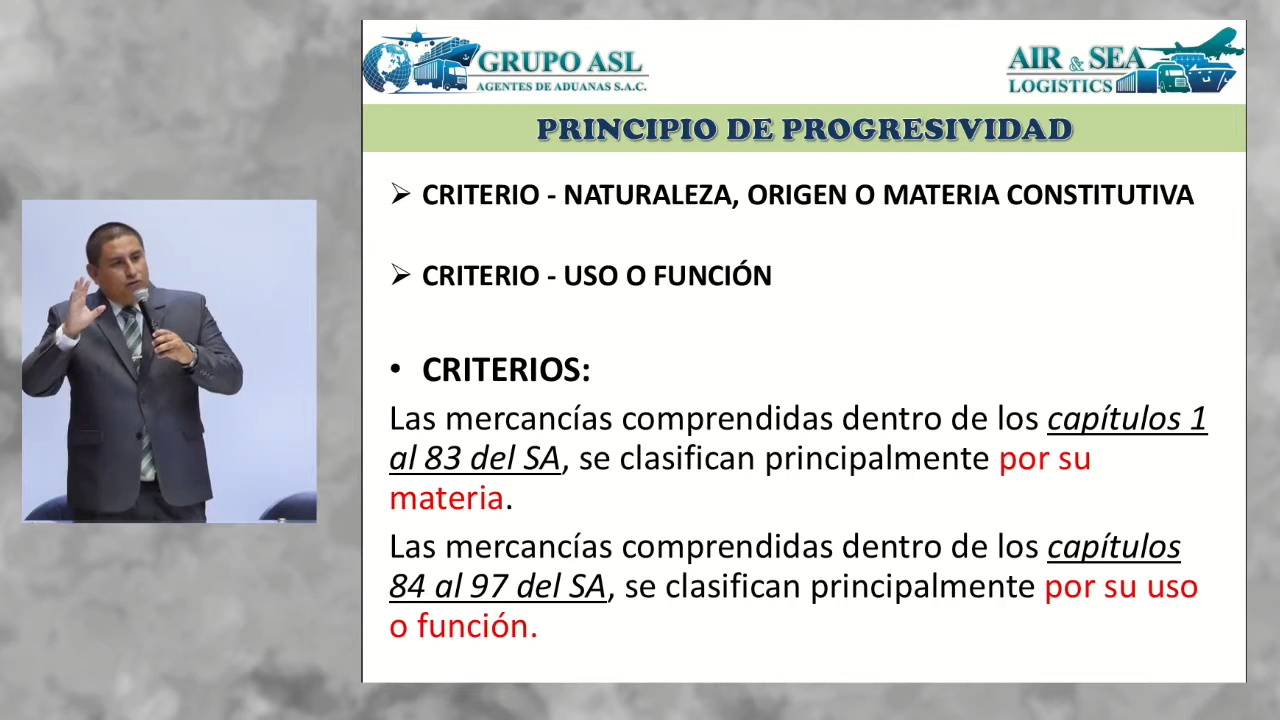 GRUPO ASL
AGENTES DE ADUANAS S.A.C.
AIR & SEA
LOGISTICS
PRINCIPIO DE PROGRESIVIDAD
➢ CRITERIO - NATURALEZA, ORIGEN O MATERIA CONSTITUTIVA
➢ CRITERIO - USO O FUNCIÓN
• CRITERIOS:
Las mercancías comprendidas dentro de los capítulos 1
al 83 del SA, se clasifican principalmente por su
materia.
Las mercancías comprendidas dentro de los capítulos
84 al 97 del SA, se clasifican principalmente por su uso
o función.